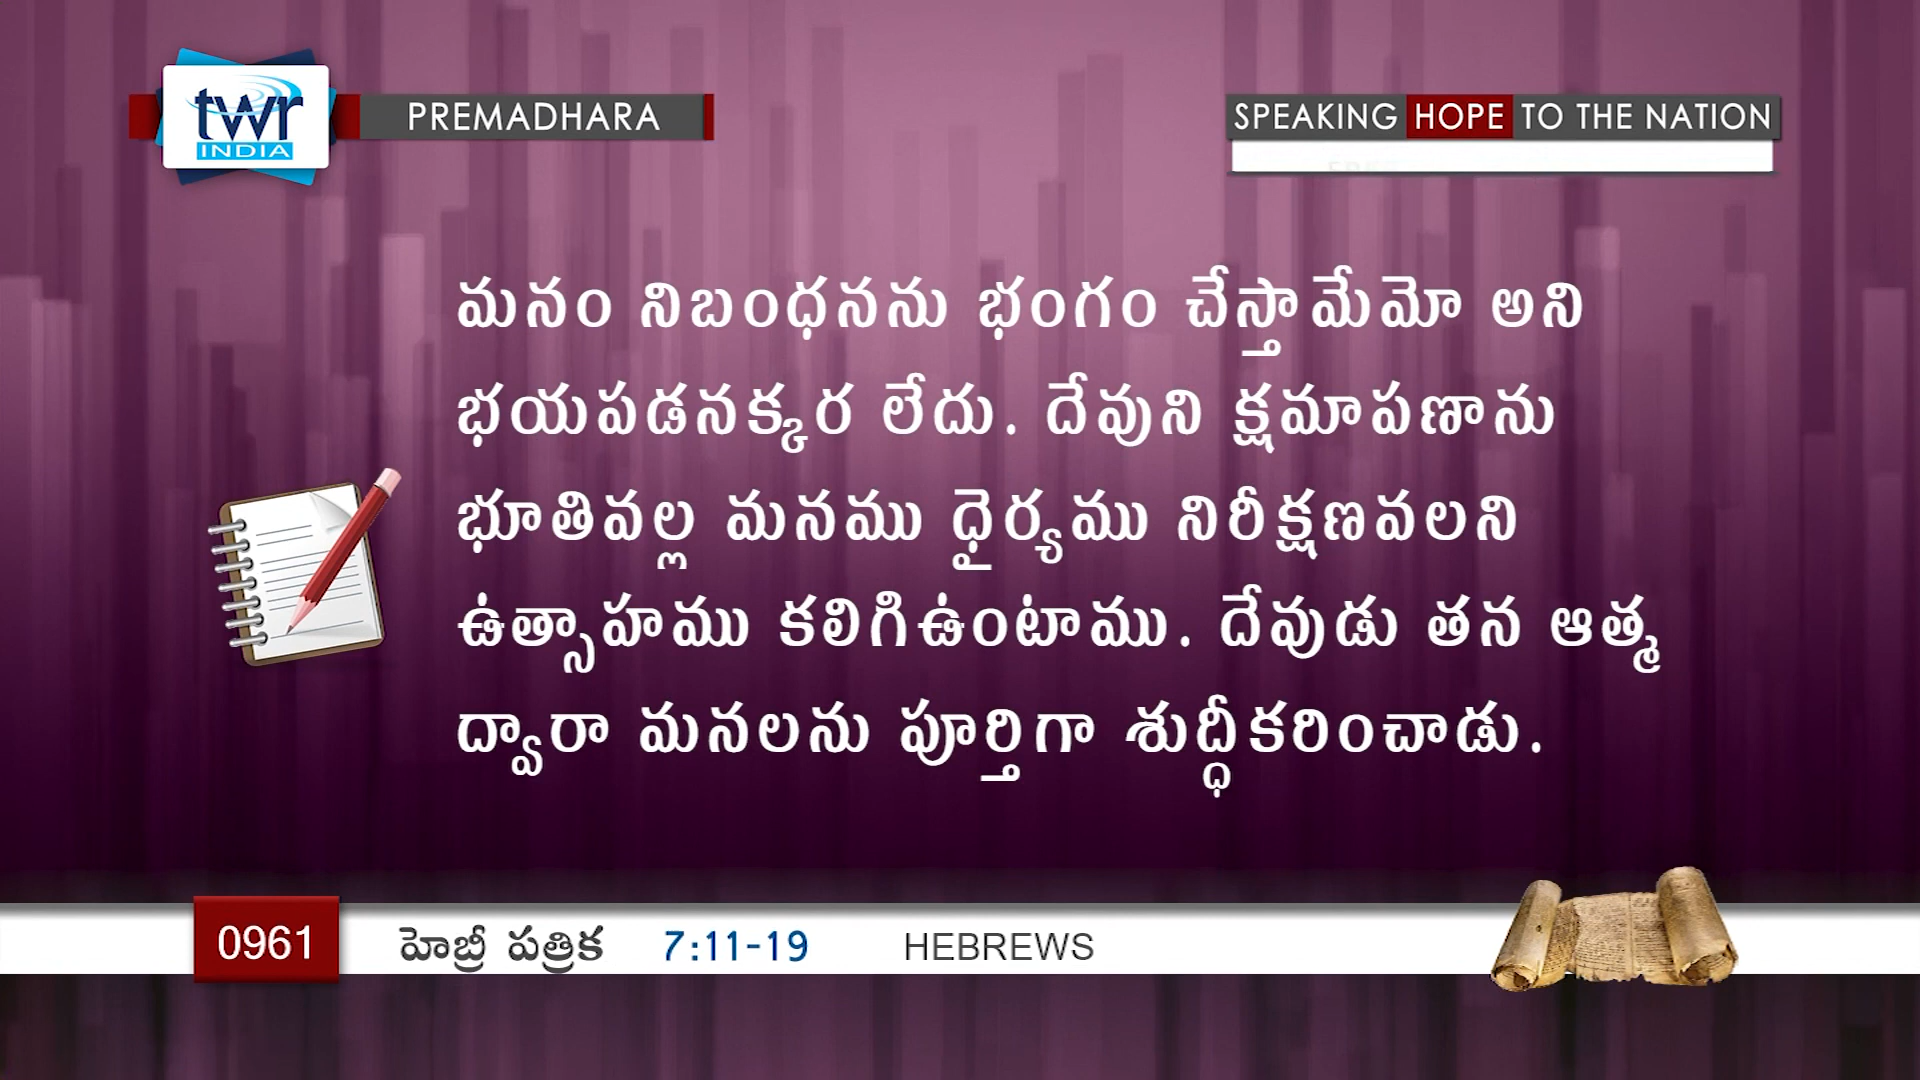 twr
INDIA
PREMADHARA
SPEAKING HOPE TO THE NATION
మనం నిబంధనను భంగం చేస్తామేమో అని
భయపడనక్కర లేదు. దేవుని క్షమాపణాను
భూతివల్ల మనము ధైర్యము నిరీక్షణవలని
ఉత్సాహము కలిగిఉంటాము. దేవుడు తన ఆత్మ
ద్వారా మనలను పూర్తిగా శుద్ధీకరించాడు.
0961 హెబ్రీ పత్రిక 7:11-19 HEBREWS